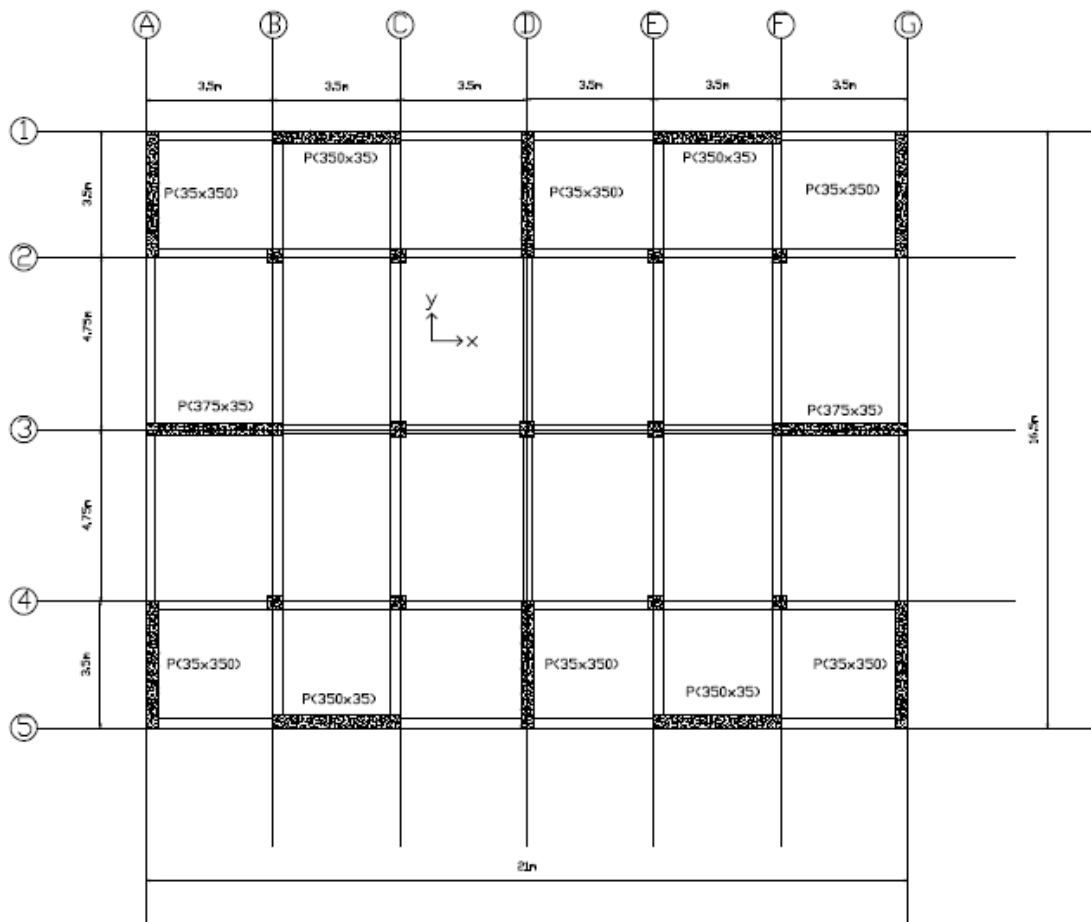 A B C D E F G
3.5m 3.5m 3.5m 3.5m 3.5m 3.5m
1
P(350x35) P(350x35)
3.5m P(35x350) P(35x350) P(35x350)
2
y
4.75m x
P(375x35) P(375x35)
3
16.5m
4.75m
4
3.5m P(35x350) P(35x350) P(35x350)
P(350x35) P(350x35)
5
21m